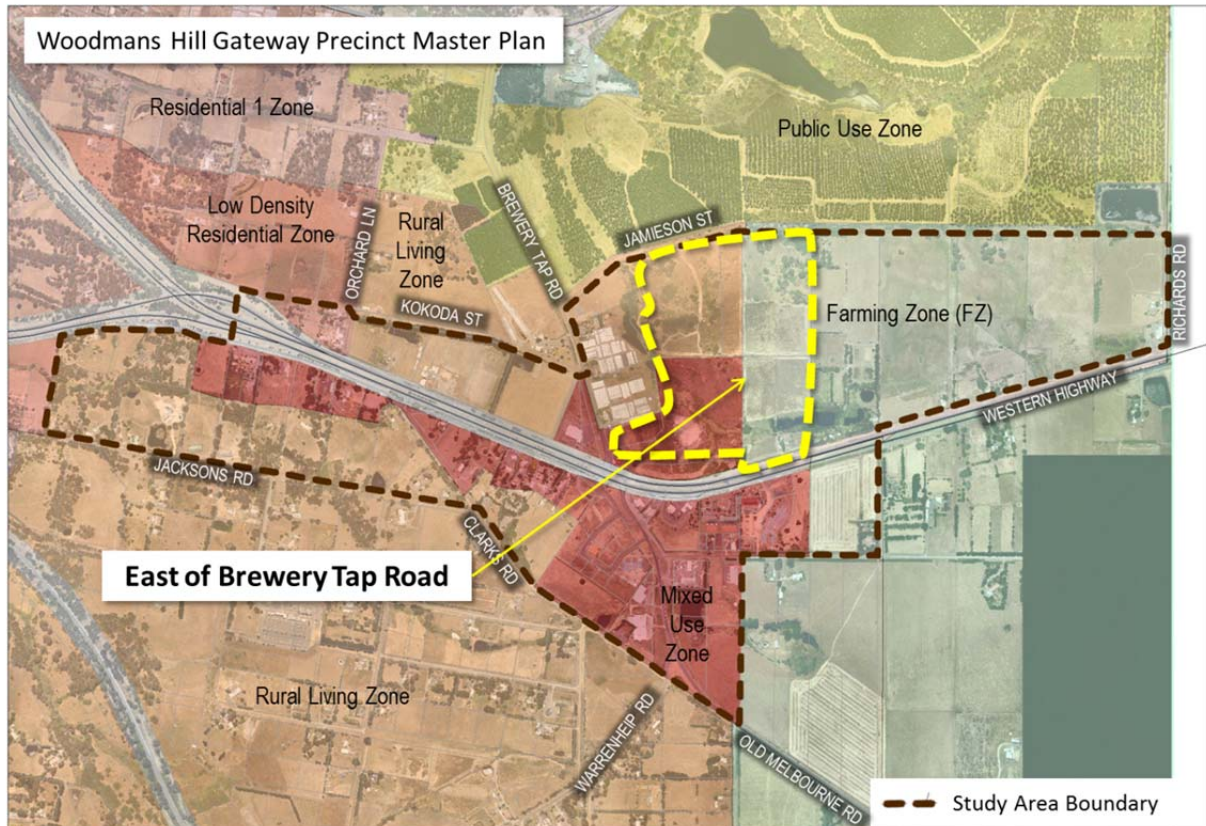 Woodmans Hill Gateway Precinct Master Plan
Residential 1 Zone
Public Use Zone
Low Density
Residential Zone
ORCHARD LN
Rural
Living
Zone
BREWERY TAP RD
JAMIESON ST
KOKODA ST
Farming Zone (FZ)
RICHARDS RD
WESTERN HIGHWAY
JACKSONS RD
CLARKS RD
East of Brewery Tap Road
Mixed
Use
Zone
Rural Living Zone
WARRENHEIP RD
OLD MELBOURNE RD
Study Area Boundary